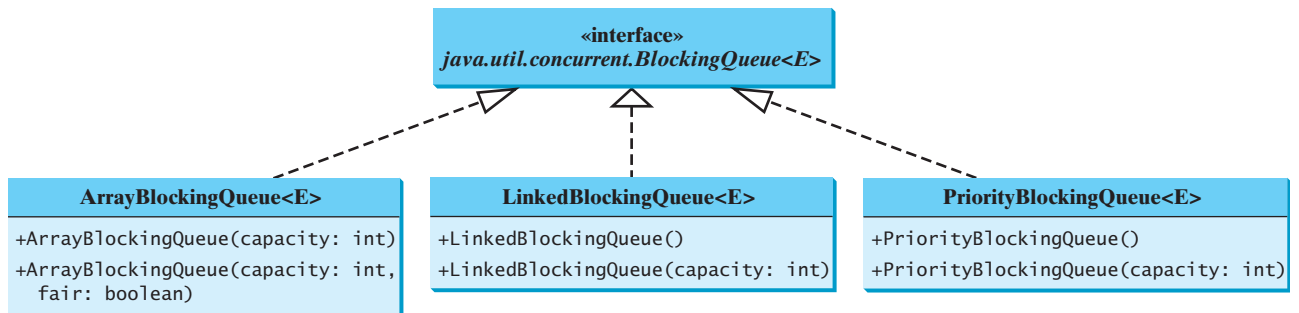 «interface»
java.util.concurrent.BlockingQueue<E>
ArrayBlockingQueue<E>
+ArrayBlockingQueue(capacity: int)
+ArrayBlockingQueue(capacity: int,
fair: boolean)
LinkedBlockingQueue<E>
+LinkedBlockingQueue()
+LinkedBlockingQueue(capacity: int)
PriorityBlockingQueue<E>
+PriorityBlockingQueue()
+PriorityBlockingQueue(capacity: int)